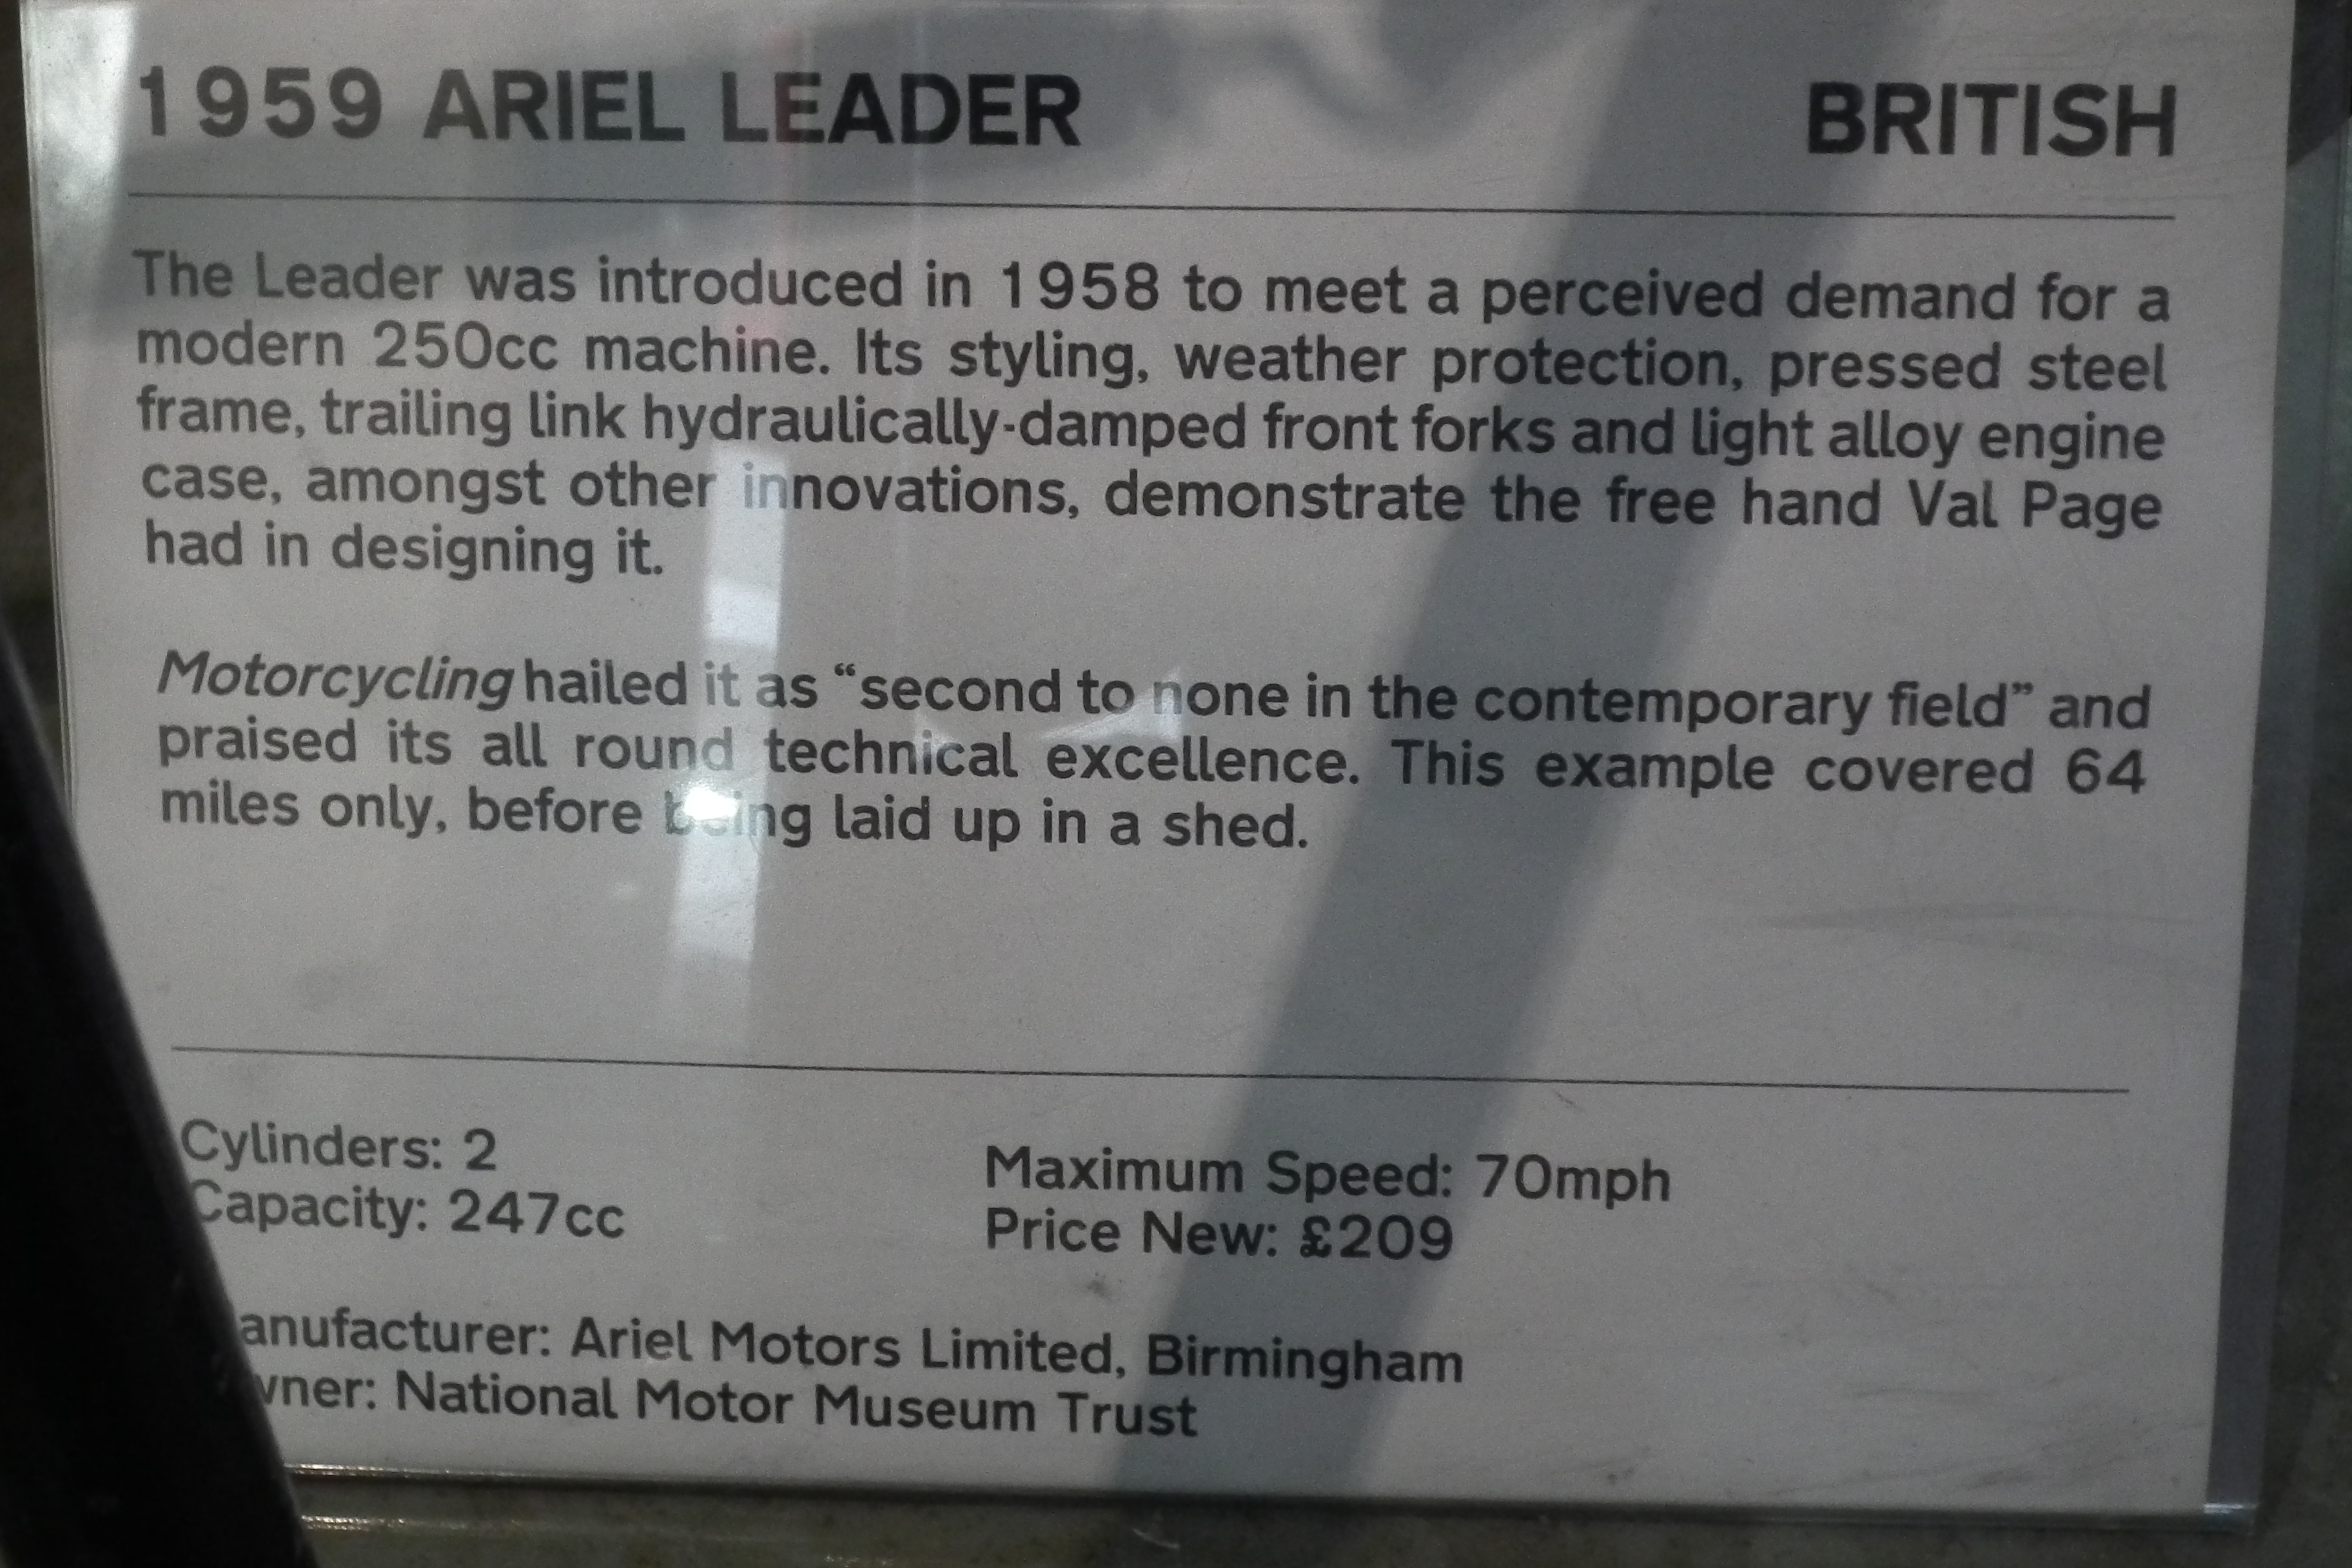 1959 ARIEL LEADER BRITISH
The Leader was introduced in 1958 to meet a perceived demand for a
modern 250cc machine. Its styling, weather protection, pressed steel
frame, trailing link hydraulically-damped front forks and light alloy engine
case, amongst other innovations, demonstrate the free hand Val Page
had in designing it.
Motorcycling hailed it as “second to none in the contemporary field” and
praised its all round technical excellence. This example covered 64
miles only, before being laid up in a shed.
Cylinders: 2
Capacity: 247cc
Maximum Speed: 70mph
Price New: £209
anufacturer: Ariel Motors Limited, Birmingham
wner: National Motor Museum Trust